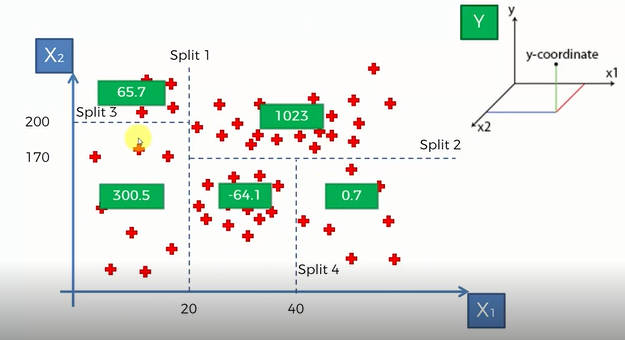 X2
Y
y
y-coordinate
x1
x2
Split 1
65.7
Split 3
200
1023
Split 2
170
300.5
-64.1
0.7
Split 4
20
40
X1